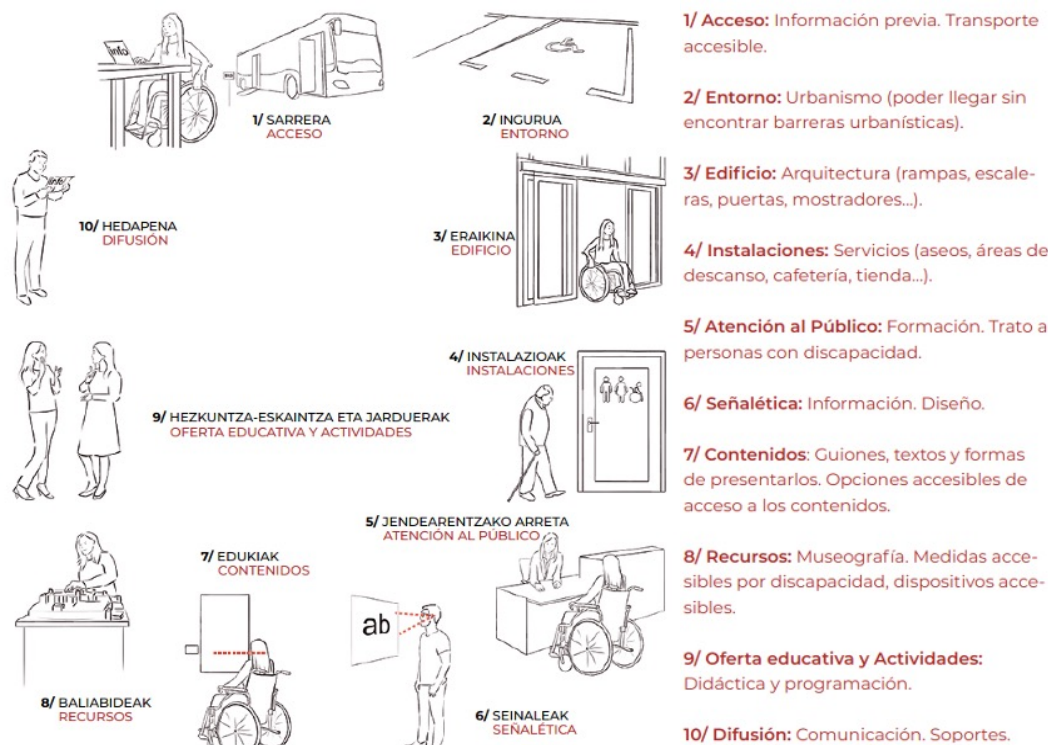 info
1/ SARRERA
ACCESO
2/ INGURUA
ENTORNO
info
10/ HEDAPENA
DIFUSIÓN
3/ ERAIKINA
EDIFICIO
4/ INSTALAZIOAK
INSTALACIONES
9/ HEZKUNTZA-ESKAINTZA ETA JARDUERAK
OFERTA EDUCATIVA Y ACTIVIDADES
5/ JENDEARENTZAKO ARRETA
ATENCIÓN AL PÚBLICO
7/ EDUKIAK
CONTENIDOS
ab
8/ BALIABIDEAK
RECURSOS
6/ SEINALEAK
SEÑALÉTICA
1/ Acceso: Información previa. Transporte
accesible.
2/ Entorno: Urbanismo (poder llegar sin
encontrar barreras urbanísticas).
3/ Edificio: Arquitectura (rampas, escale-
ras, puertas, mostradores...).
4/ Instalaciones: Servicios (aseos, áreas de
descanso, cafetería, tienda...).
5/ Atención al Público: Formación. Trato a
personas con discapacidad.
6/ Señalética: Información. Diseño.
7/ Contenidos: Guiones, textos y formas
de presentarlos. Opciones accesibles de
acceso a los contenidos.
8/ Recursos: Museografía. Medidas acce-
sibles por discapacidad, dispositivos acce-
sibles.
9/ Oferta educativa y Actividades:
Didáctica y programación.
10/ Difusión: Comunicación. Soportes.